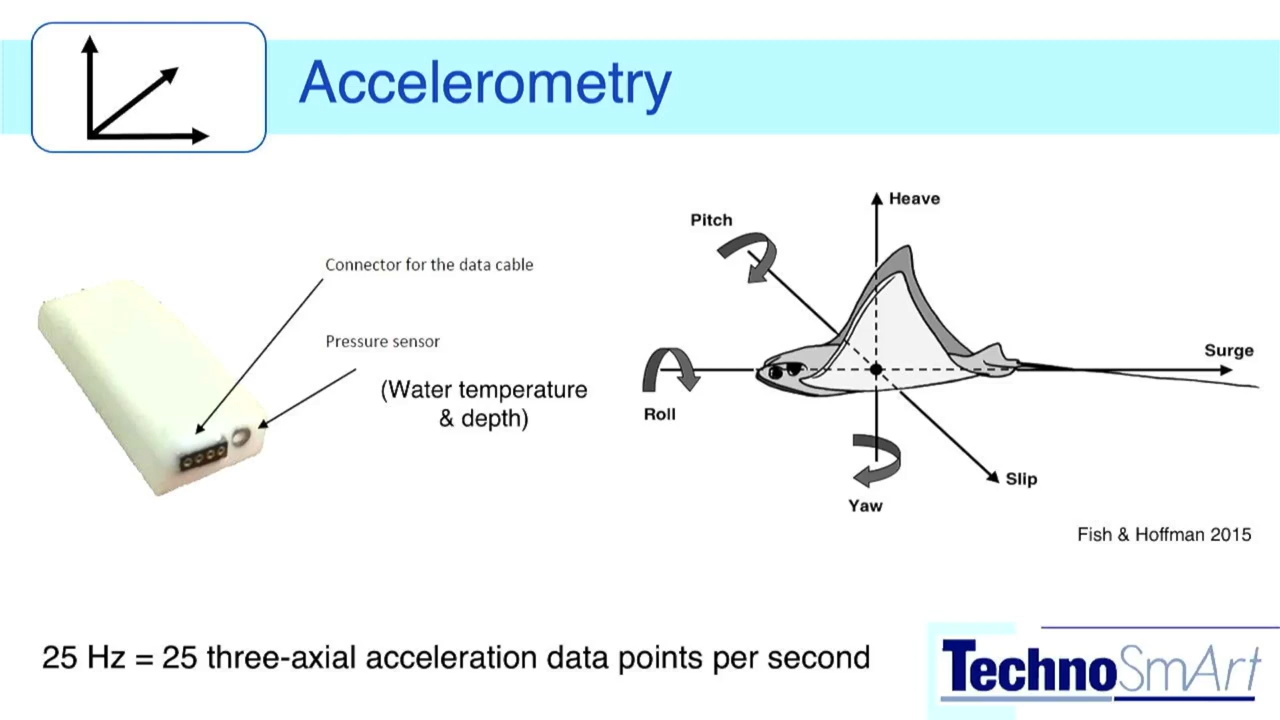 Accelerometry
Connector for the data cable
Pressure sensor
(Water temperature
& depth)
Heave
Pitch
Surge
Roll
Slip
Yaw
Fish & Hoffman 2015
25 Hz = 25 three-axial acceleration data points per second
TechnoSmArt